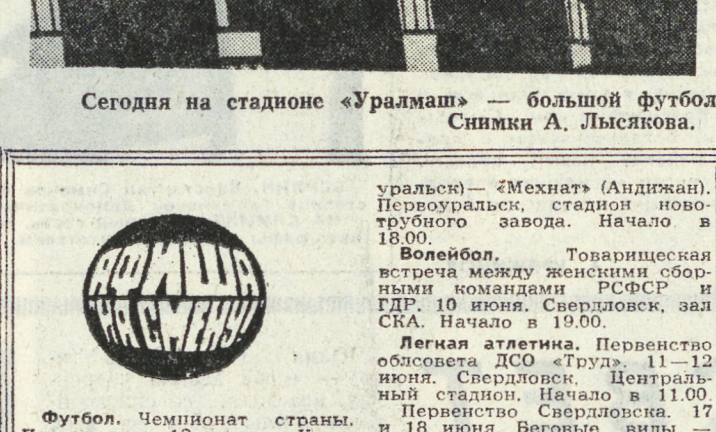 Сегодня на стадионе «Уралмаш» — большой футбол
Снимки А. Лысякова.
АФИША
Футбол. Чемпионат страны.
уральск) — «Мехнат» (Андижан).
Первоуральск, стадион ново-
трубного завода. Начало в
18.00.
Волейбол. Товарищеская
встреча между женскими сбор-
ными командами РСФСР и
ГДР. 10 июня. Свердловск, зал
СКА. Начало в 19.00.
Легкая атлетика. Первенство
облсовета ДСО «Труд». 11—12
июня. Свердловск, Централь-
ный стадион. Начало в 11.00.
Первенство Свердловска. 17
и 18 июня. Беговые виды —